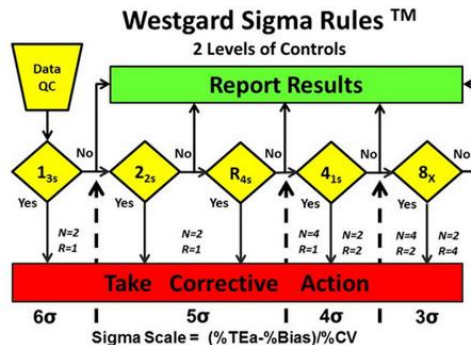 Westgard Sigma Rules ™
2 Levels of Controls
Data
QC
Report Results
No No No No No
1₃ₛ 2₂ₛ R₄ₛ 4₁ₛ 8ₓ
Yes Yes Yes Yes Yes
N=2 N=2 N=4 N=2 N=4 N=2
R=1 R=1 R=1 R=2 R=2 R=4
Take Corrective Action
6σ 5σ 4σ 3σ
Sigma Scale = (%TEa-%Bias)/%CV